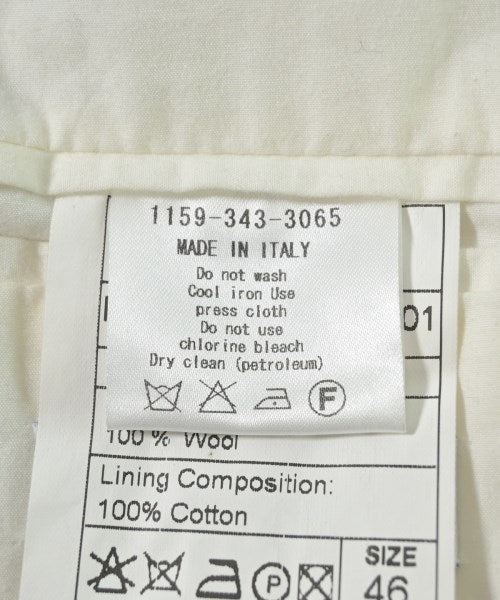 1159-343-3065
MADE IN ITALY
Do not wash
Cool iron Use
press cloth
Do not use
chlorine bleach
Dry clean (petroleum)
F
01
100 % Wool
Lining Composition:
100% Cotton
P
SIZE
46